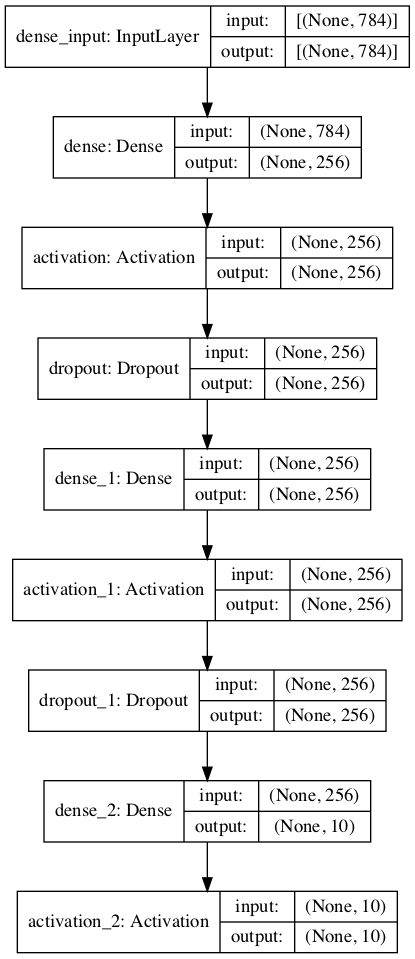 dense_input: InputLayer
input: [(None, 784)]
output: [(None, 784)]
dense: Dense
input: (None, 784)
output: (None, 256)
activation: Activation
input: (None, 256)
output: (None, 256)
dropout: Dropout
input: (None, 256)
output: (None, 256)
dense_1: Dense
input: (None, 256)
output: (None, 256)
activation_1: Activation
input: (None, 256)
output: (None, 256)
dropout_1: Dropout
input: (None, 256)
output: (None, 256)
dense_2: Dense
input: (None, 256)
output: (None, 10)
activation_2: Activation
input: (None, 10)
output: (None, 10)